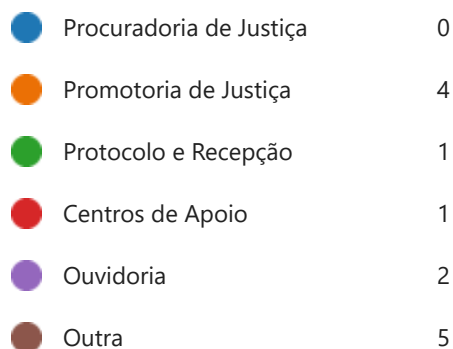 Procuradoria de Justiça 0
Promotoria de Justiça 4
Protocolo e Recepção 1
Centros de Apoio 1
Ouvidoria 2
Outra 5